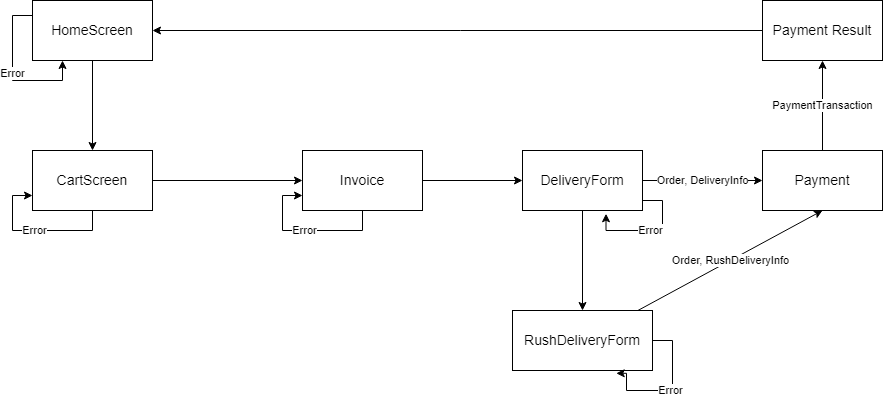 HomeScreen
Payment Result
Error
PaymentTransaction
CartScreen
Invoice
DeliveryForm
Order, DeliveryInfo
Payment
Error
Error
Error
Order, RushDeliveryInfo
RushDeliveryForm
Error